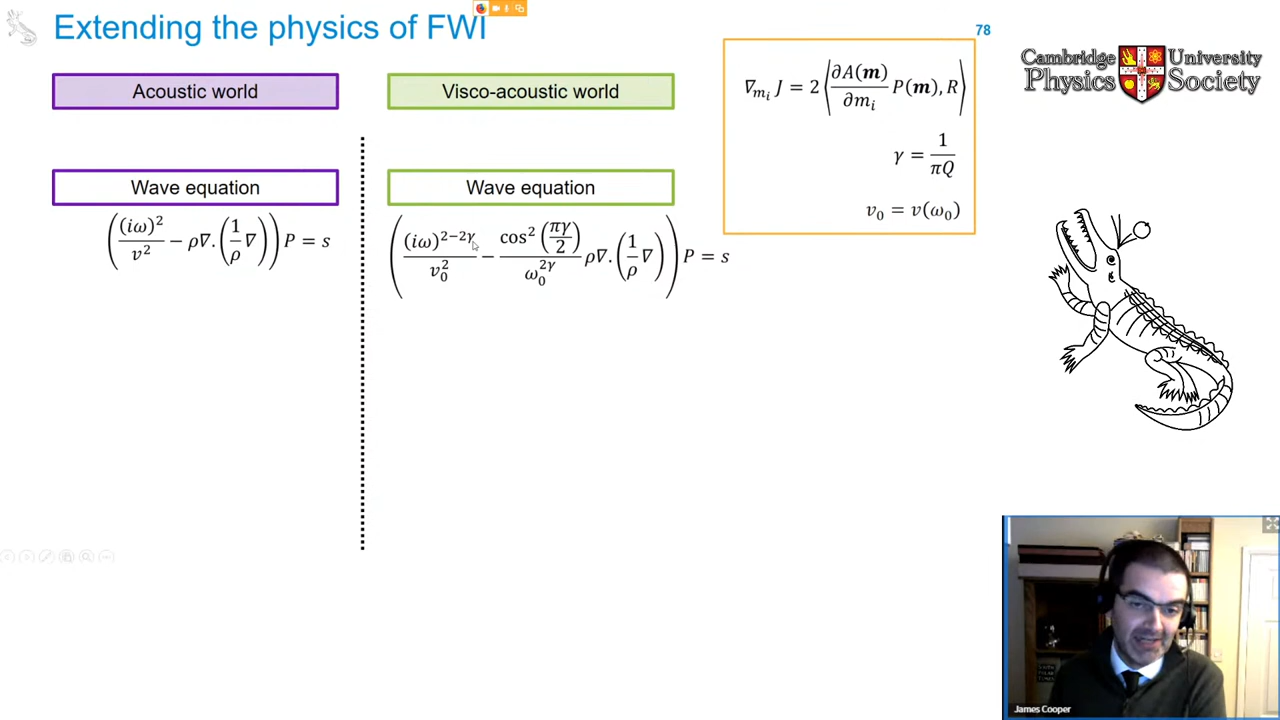 Extending the physics of FWI
78
Acoustic world
Visco-acoustic world
Wave equation
Wave equation
((iω)²/v² − ρ∇.(1/ρ ∇))P = s
((iω)^{2−2γ}/v₀² − cos²(πγ/2)/ω₀^{2γ} ρ∇.(1/ρ ∇))P = s
∇_{m_i} J = 2⟨∂A(m)/∂m_i P(m), R⟩
γ = 1/πQ
v₀ = v(ω₀)
Cambridge University
Physics Society
James Cooper